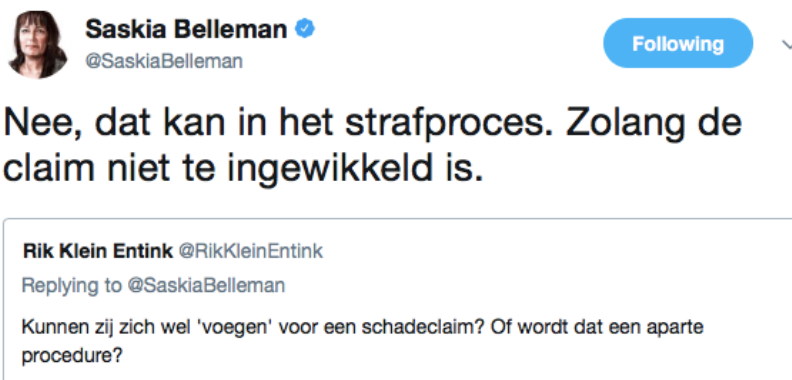 Saskia Belleman
@SaskiaBelleman
Following
Nee, dat kan in het strafproces. Zolang de
claim niet te ingewikkeld is.
Rik Klein Entink @RikKleinEntink
Replying to @SaskiaBelleman
Kunnen zij zich wel 'voegen' voor een schadeclaim? Of wordt dat een aparte
procedure?